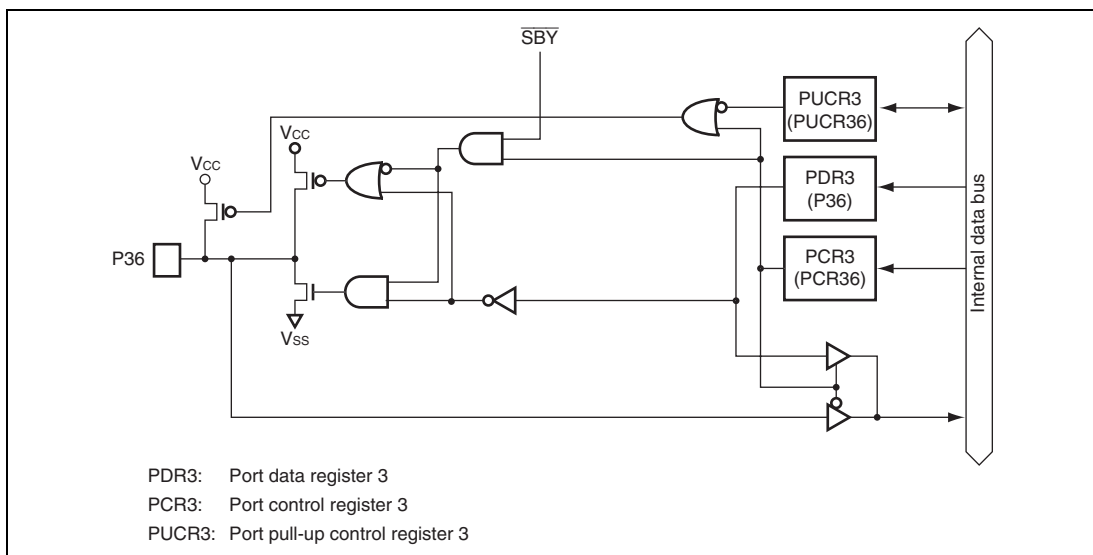 SBY
PUCR3
(PUCR36)
VCC
VCC
PDR3
(P36)
P36
PCR3
(PCR36)
VSS
Internal data bus
PDR3: Port data register 3
PCR3: Port control register 3
PUCR3: Port pull-up control register 3